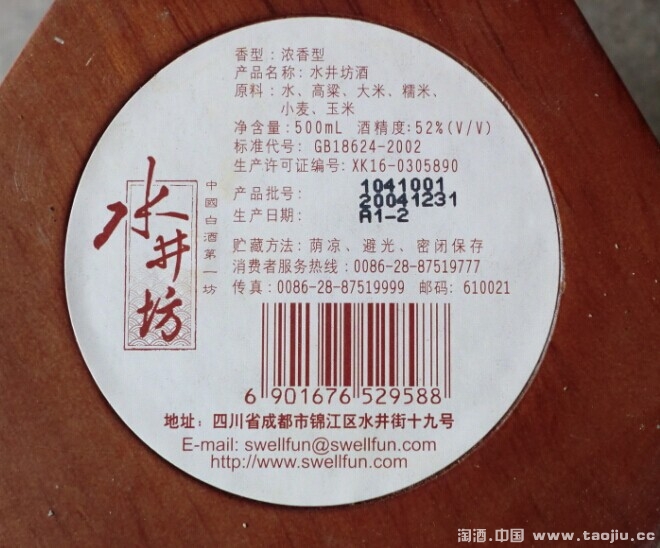 香型：浓香型
产品名称：水井坊酒
原料：水、高粱、大米、糯米、
小麦、玉米
净含量：500mL 酒精度：52%(V/V)
标准代号：GB18624-2002
生产许可证编号：XK16-0305890
产品批号：
生产日期：
1041001
20041231
A1-2
贮藏方法：荫凉、避光、密闭保存
消费者服务热线：0086-28-87519777
传真：0086-28-87519999 邮码：610021
水井坊
中國白酒第一坊
6 901676 529588
地址：四川省成都市锦江区水井街十九号
E-mail: swellfun@swellfun.com
http://www.swellfun.com
淘酒.中国 www.taojiu.cc